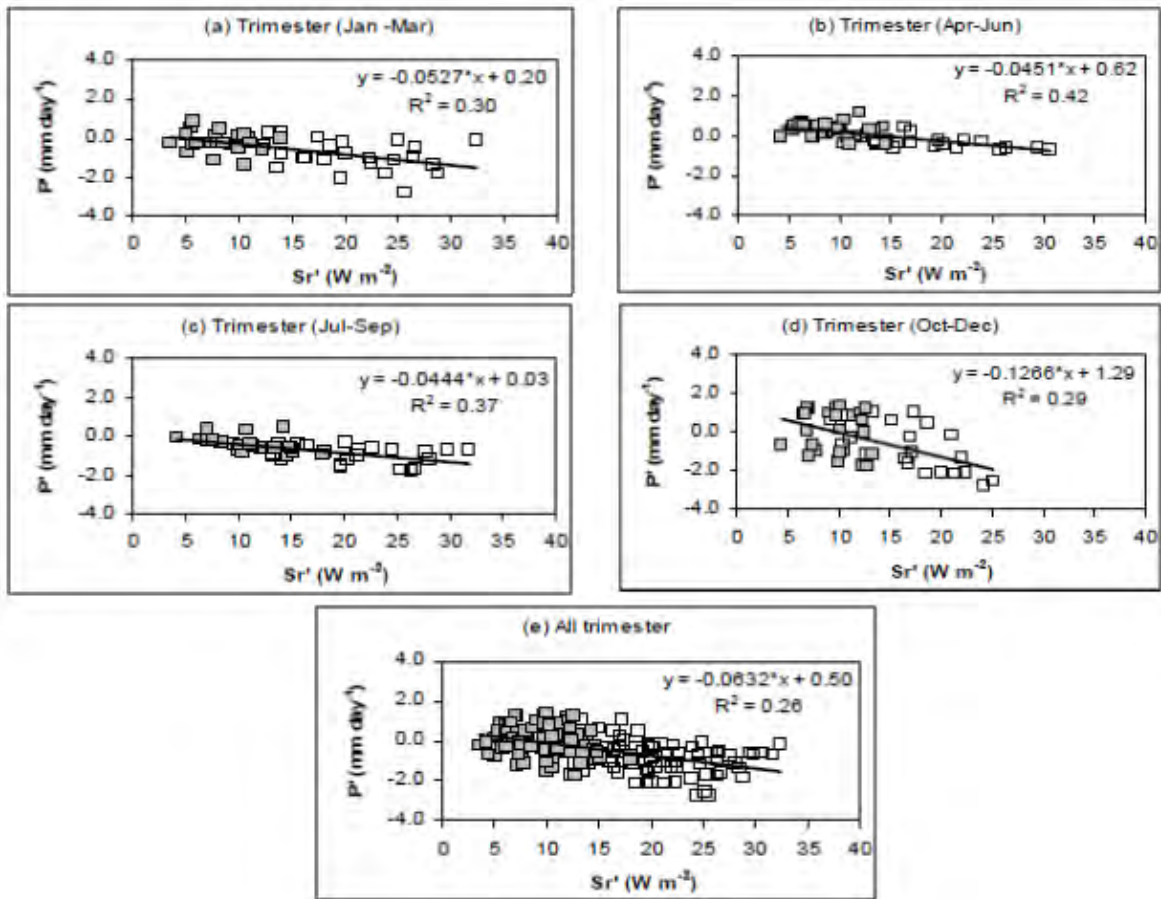 (a) Trimester (Jan -Mar)
4.0
2.0
0.0
-2.0
-4.0
P' (mm day⁻¹)
y = -0.0527*x + 0.20
R² = 0.30
0 5 10 15 20 25 30 35 40
Sr' (W m⁻²)
(b) Trimester (Apr-Jun)
4.0
2.0
0.0
-2.0
-4.0
P' (mm day⁻¹)
y = -0.0451*x + 0.62
R² = 0.42
0 5 10 15 20 25 30 35 40
Sr' (W m⁻²)
(c) Trimester (Jul-Sep)
4.0
2.0
0.0
-2.0
-4.0
P' (mm day⁻¹)
y = -0.0444*x + 0.03
R² = 0.37
0 5 10 15 20 25 30 35 40
Sr' (W m⁻²)
(d) Trimester (Oct-Dec)
4.0
2.0
0.0
-2.0
-4.0
P' (mm day⁻¹)
y = -0.1266*x + 1.29
R² = 0.29
0 5 10 15 20 25 30 35 40
Sr' (W m⁻²)
(e) All trimester
4.0
2.0
0.0
-2.0
-4.0
P' (mm day⁻¹)
y = -0.0632*x + 0.50
R² = 0.26
0 5 10 15 20 25 30 35 40
Sr' (W m⁻²)